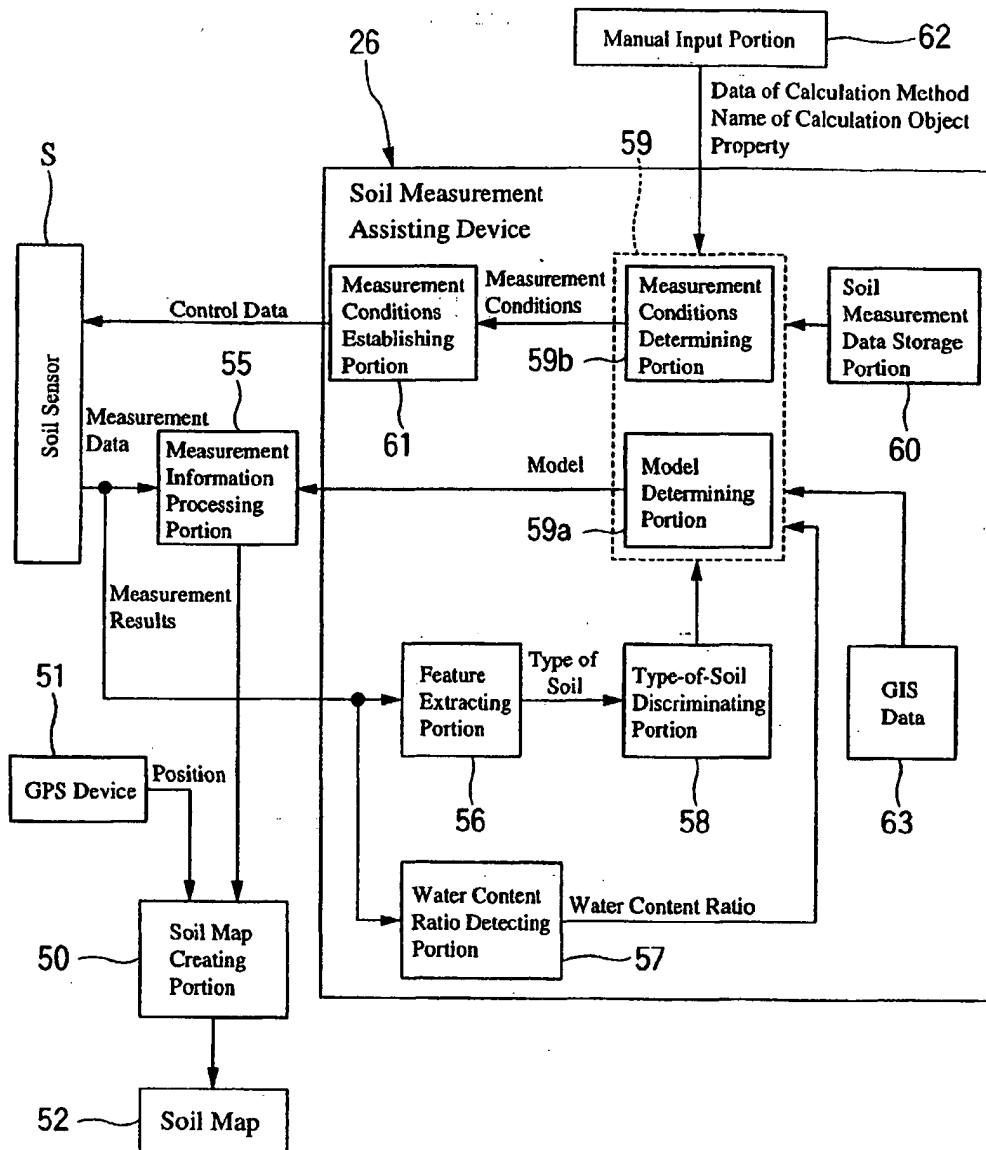 Manual Input Portion
62
26
Data of Calculation Method
Name of Calculation Object
Property
S
59
Soil Measurement
Assisting Device
Soil Sensor
Control Data
Measurement
Conditions
Establishing
Portion
61
Measurement
Conditions
Measurement
Conditions
Determining
Portion
59b
Soil
Measurement
Data Storage
Portion
60
55
Measurement
Data
Measurement
Information
Processing
Portion
Model
Model
Determining
Portion
59a
Measurement
Results
Feature
Extracting
Portion
56
Type of
Soil
Type-of-Soil
Discriminating
Portion
58
GIS
Data
63
51
GPS Device
Position
Water Content
Ratio Detecting
Portion
57
Water Content Ratio
50
Soil Map
Creating
Portion
52
Soil Map